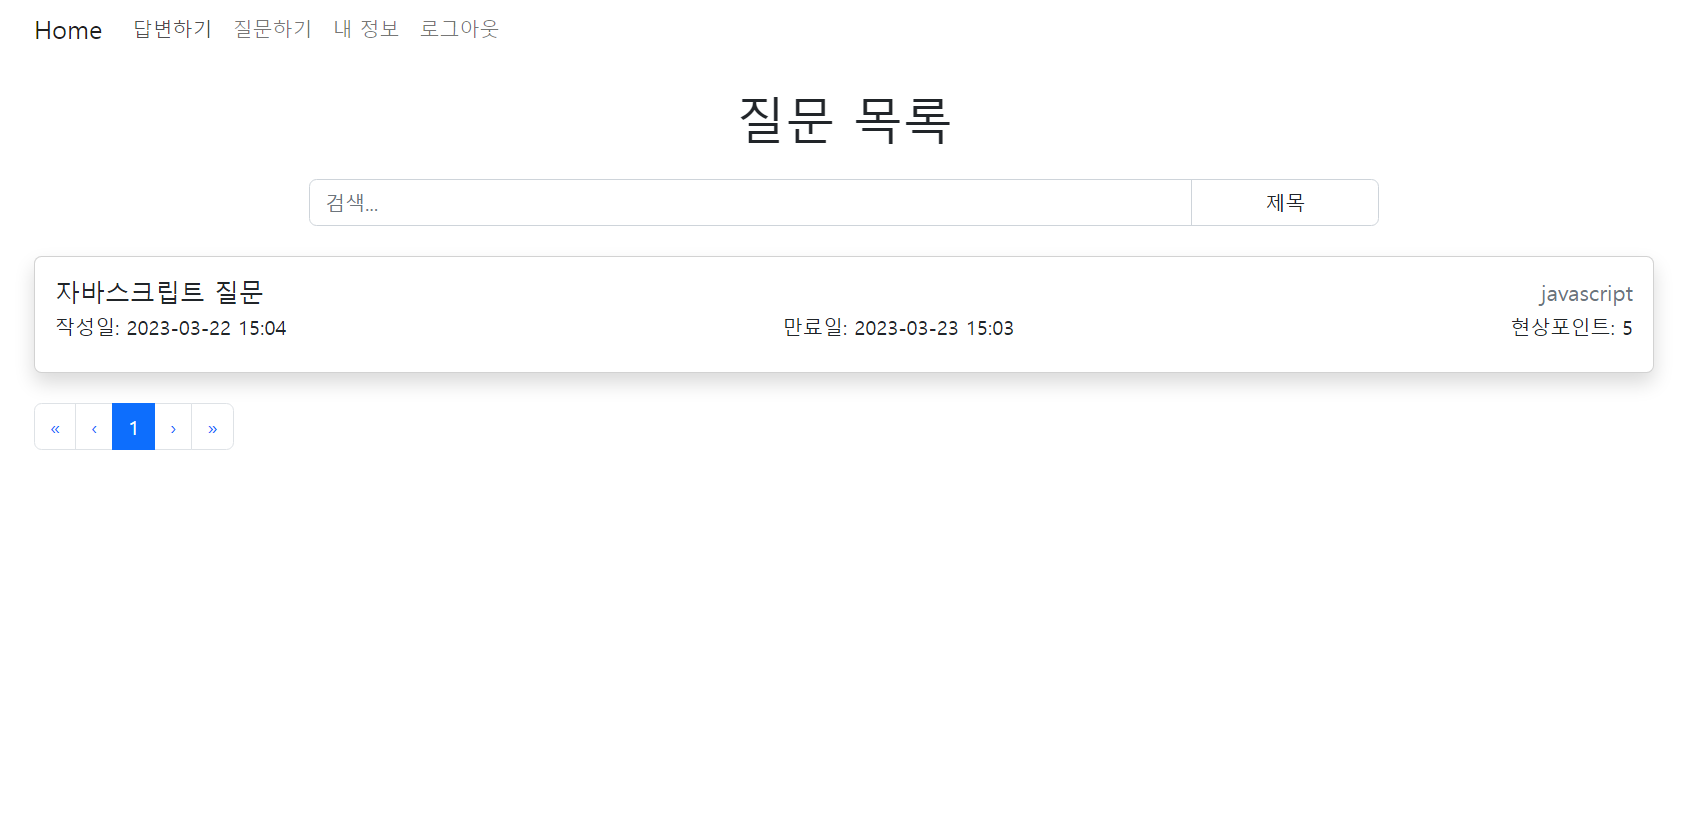 Home 답변하기 질문하기 내 정보 로그아웃
질문 목록
검색... 제목
자바스크립트 질문 javascript
작성일: 2023-03-22 15:04 만료일: 2023-03-23 15:03 현상포인트: 5
« ‹ 1 › »